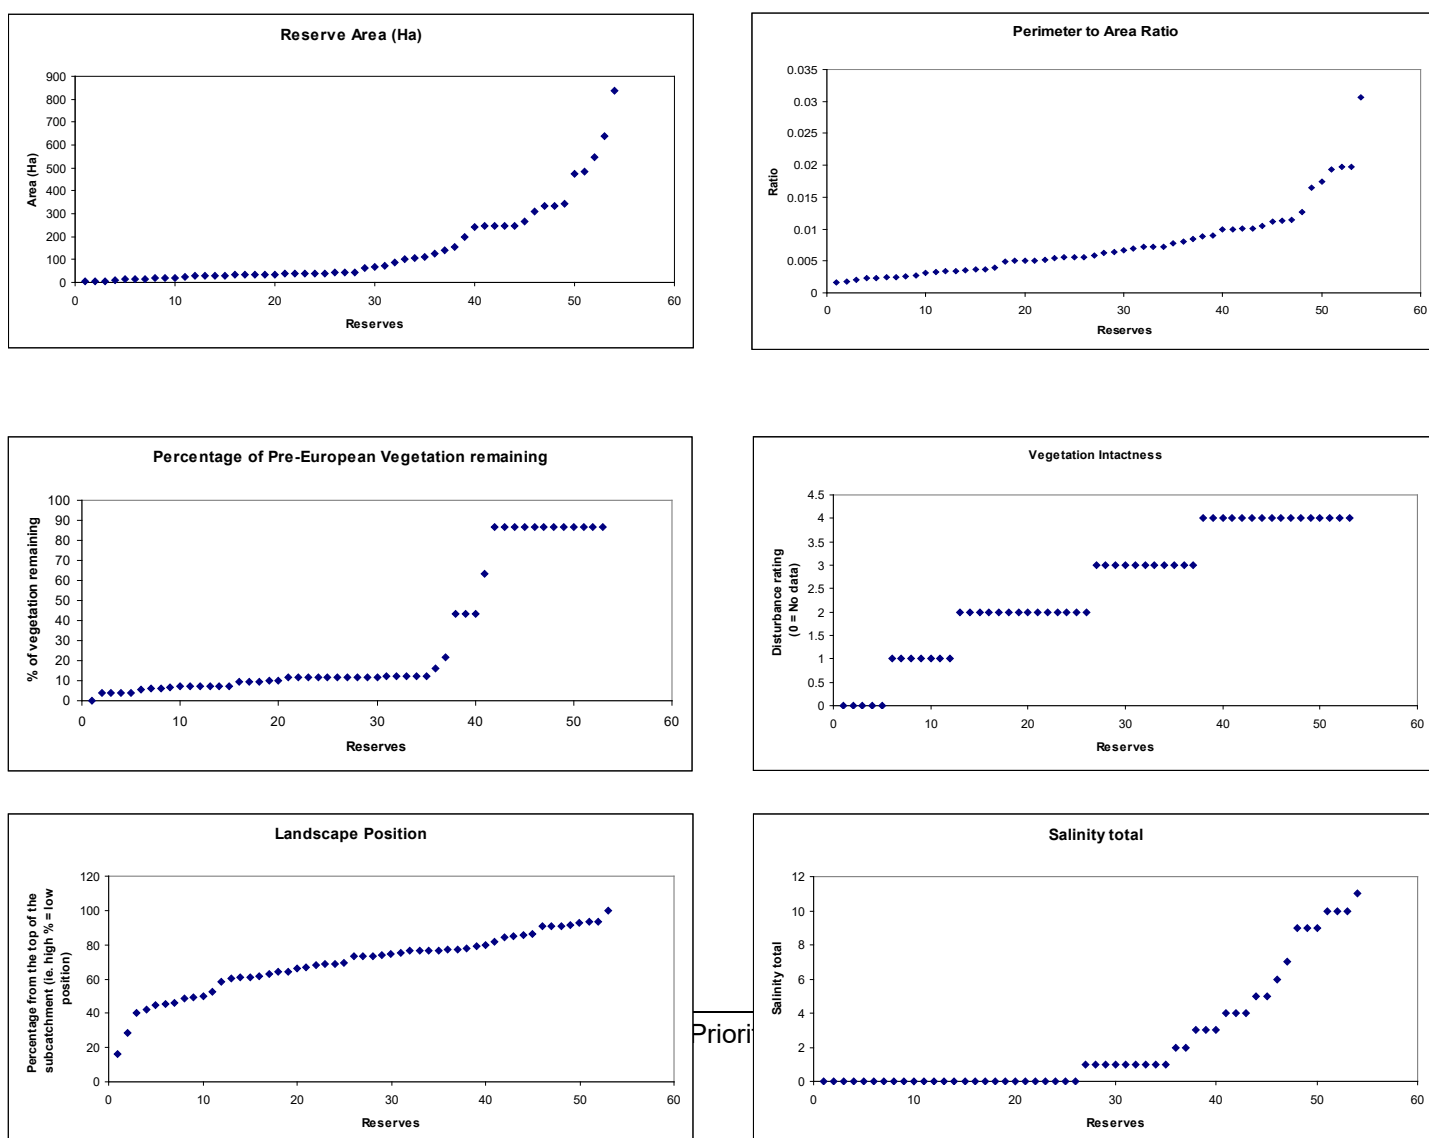 Reserve Area (Ha)
900
800
700
600
500
400
300
200
100
0
Area (Ha)
0 10 20 30 40 50 60
Reserves
Perimeter to Area Ratio
0.035
0.03
0.025
0.02
0.015
0.01
0.005
0
Ratio
0 10 20 30 40 50 60
Reserves
Percentage of Pre-European Vegetation remaining
100
90
80
70
60
50
40
30
20
10
0
% of vegetation remaining
0 10 20 30 40 50 60
Reserves
Vegetation Intactness
4.5
4
3.5
3
2.5
2
1.5
1
0.5
0
Disturbance rating
(0 = No data)
0 10 20 30 40 50 60
Reserves
Landscape Position
120
100
80
60
40
20
0
Percentage from the top of the
subcatchment (ie. high % = low
position)
0 10 20 30 40 50 60
Reserves
Priori
Salinity total
12
10
8
6
4
2
0
Salinity total
0 10 20 30 40 50 60
Reserves